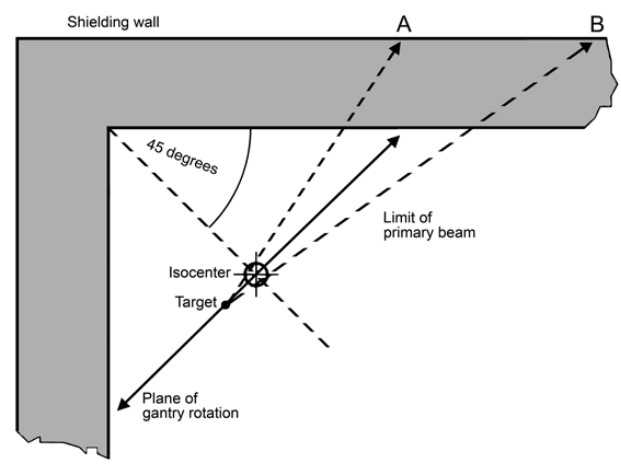 Shielding wall
A
B
45 degrees
Limit of
primary beam
Isocenter
Target
Plane of
gantry rotation